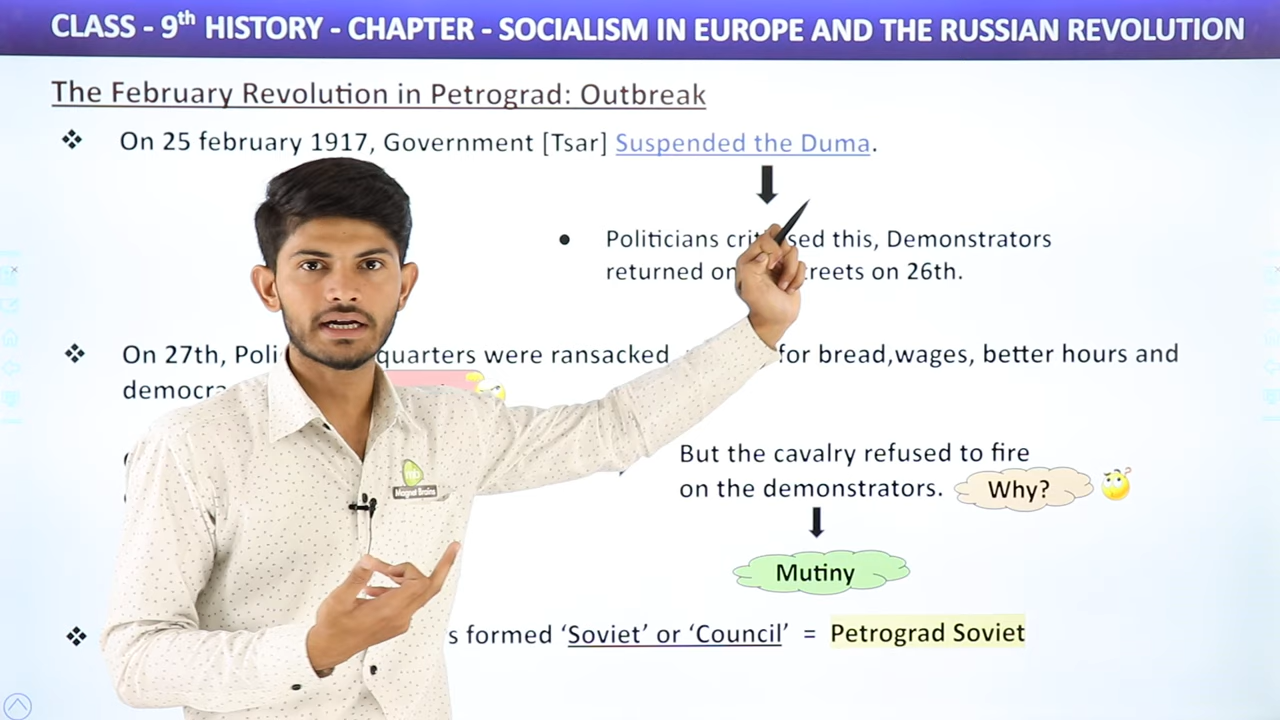 CLASS - 9th HISTORY - CHAPTER - SOCIALISM IN EUROPE AND THE RUSSIAN REVOLUTION
The February Revolution in Petrograd: Outbreak
❖ On 25 february 1917, Government [Tsar] Suspended the Duma.
• Politicians sed this, Demonstrators
returned on reets on 26th.
❖ On 27th, quarters were ransacked for bread,wages, better hours and
But the cavalry refused to fire
on the demonstrators. Why?
Mutiny
❖ formed ‘Soviet’ or ‘Council’ = Petrograd Soviet
Magnet Brains